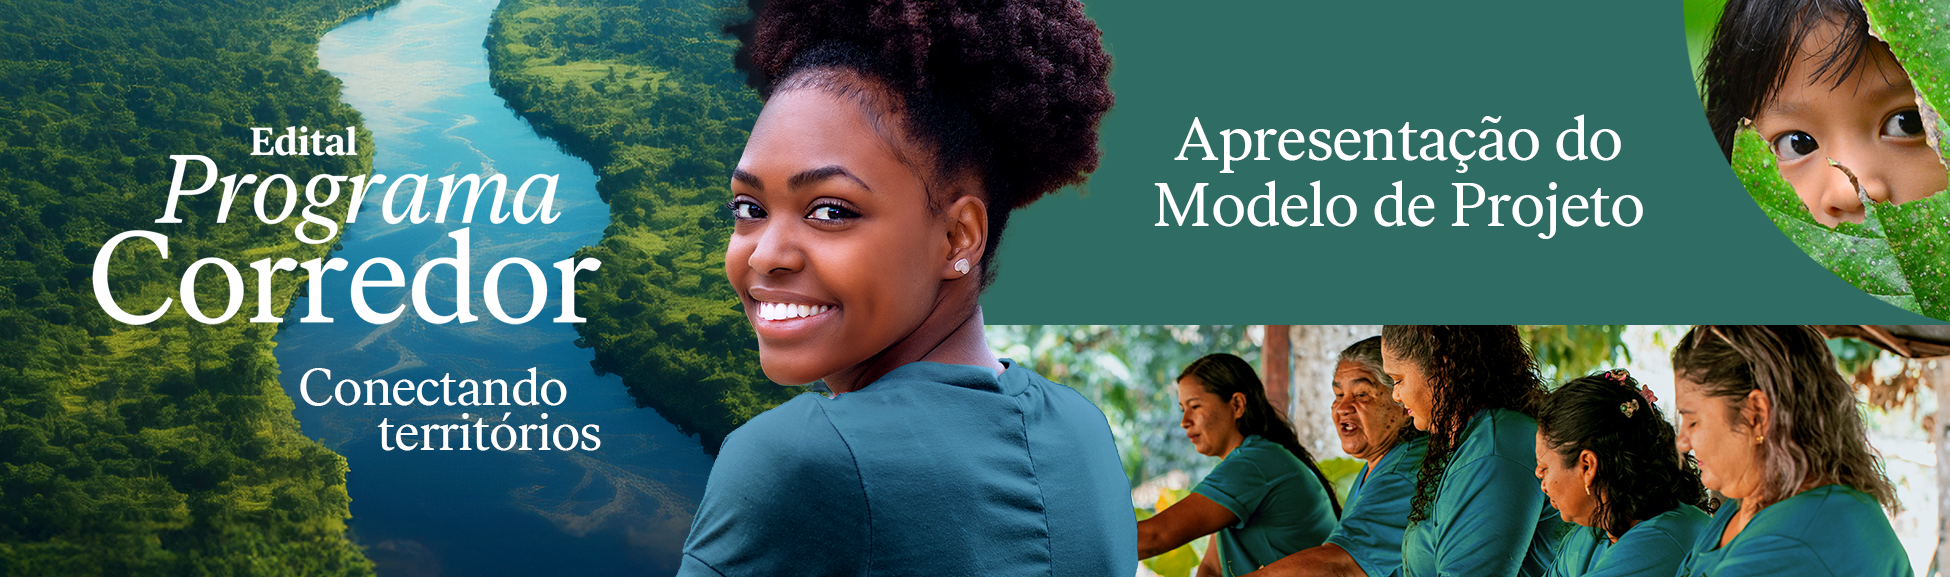 Edital
Programa
Corredor
Conectando
territórios
Apresentação do
Modelo de Projeto